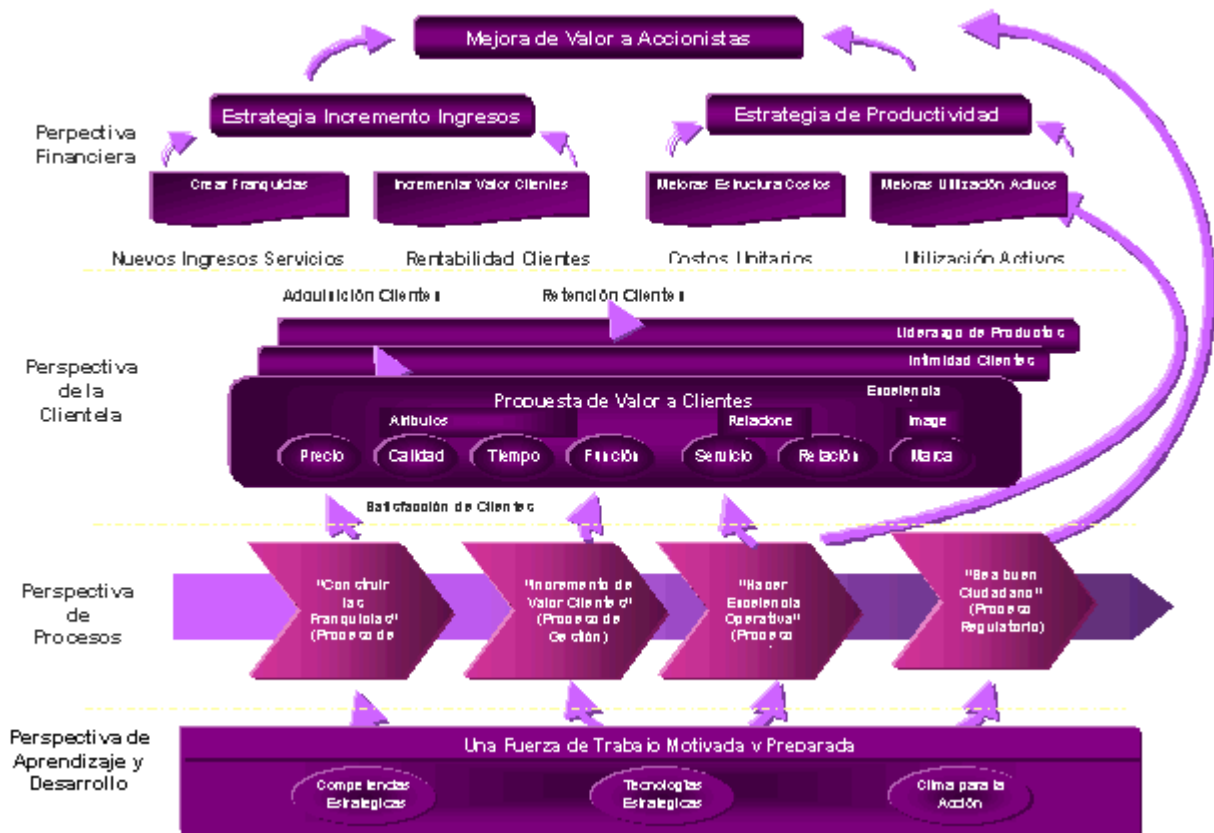 Mejora de Valor a Accionistas
Estrategia Incremento Ingresos
Estrategia de Productividad
Perpectiva
Financiera
Crear Franquicias
Incrementar Valor Clientes
Mejoras Estructura Costos
Mejoras Utilización Activos
Nuevos Ingresos Servicios
Rentabilidad Clientes
Costos Unitarios
Utilización Activos
Adquisición Clientes
Retención Clientes
Liderazgo de Productos
Intimidad Clientes
Perspectiva
de la
Clientela
Excelencia
Propuesta de Valor a Clientes
Atributos
Relacione
Image
Precio
Calidad
Tiempo
Función
Servicio
Relación
Marca
Satisfacción de Clientes
Perspectiva
de
Procesos
"Construir
las
Franquicias"
(Proceso de
"Incremento de
Valor Clientes"
(Proceso de
Gestión)
"Hacer
Excelencia
Operativa"
(Proceso
"Sea buen
Ciudadano"
(Proceso
Regulatorio)
Perspectiva de
Aprendizaje y
Desarrollo
Una Fuerza de Trabajo Motivada y Preparada
Competencias
Estrategicas
Tecnologías
Estrategicas
Clima para la
Acción